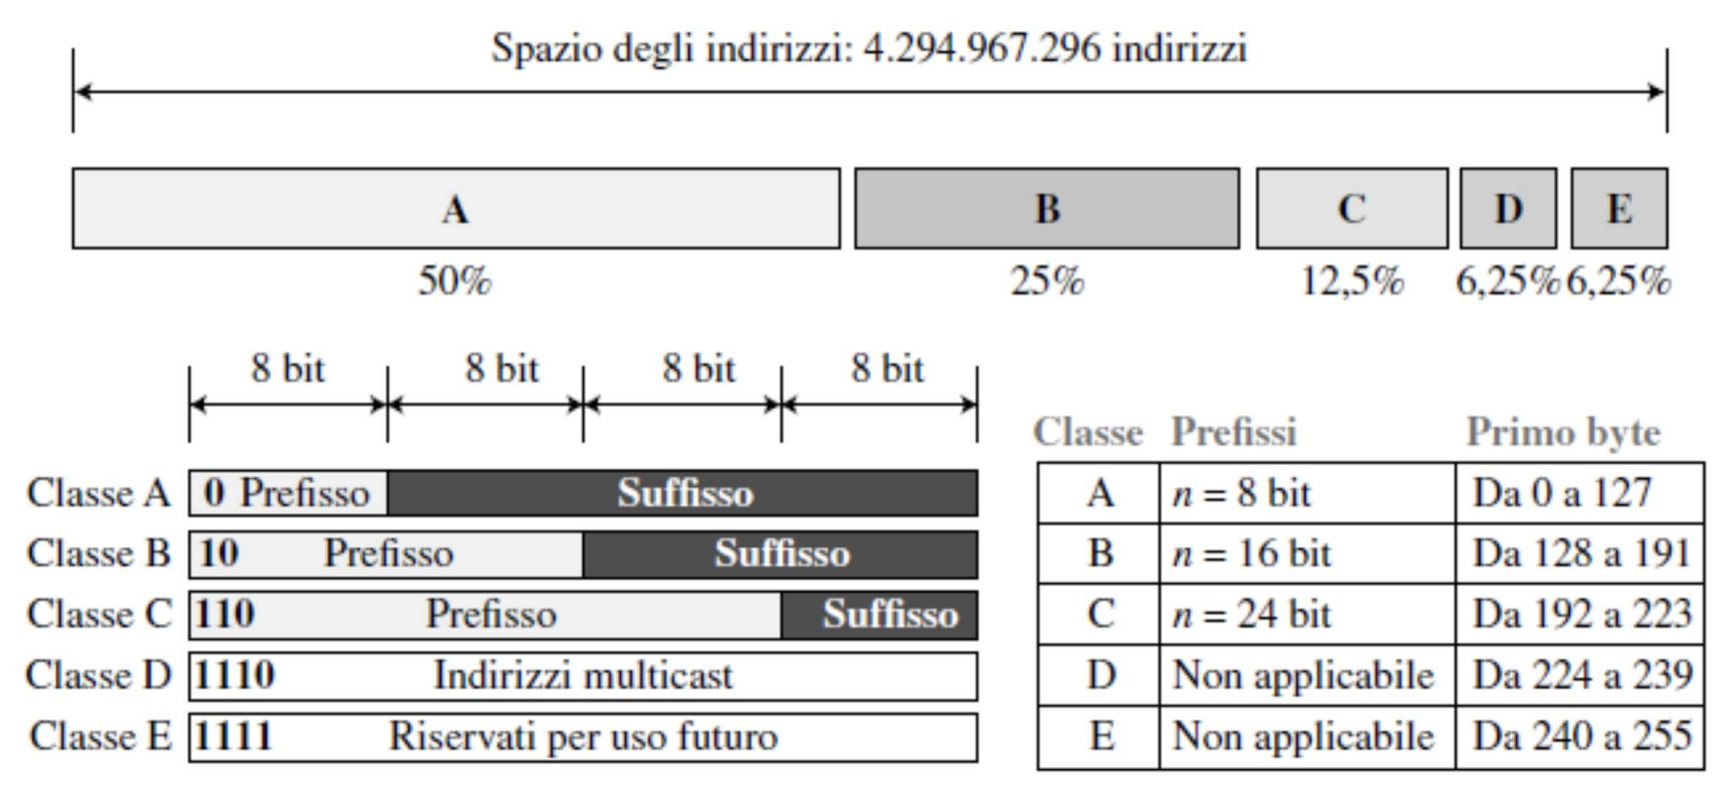 Spazio degli indirizzi: 4.294.967.296 indirizzi
A B C D E
50% 25% 12,5% 6,25% 6,25%
8 bit 8 bit 8 bit 8 bit
Classe A 0 Prefisso Suffisso
Classe B 10 Prefisso Suffisso
Classe C 110 Prefisso Suffisso
Classe D 1110 Indirizzi multicast
Classe E 1111 Riservati per uso futuro
Classe Prefissi Primo byte
A n = 8 bit Da 0 a 127
B n = 16 bit Da 128 a 191
C n = 24 bit Da 192 a 223
D Non applicabile Da 224 a 239
E Non applicabile Da 240 a 255